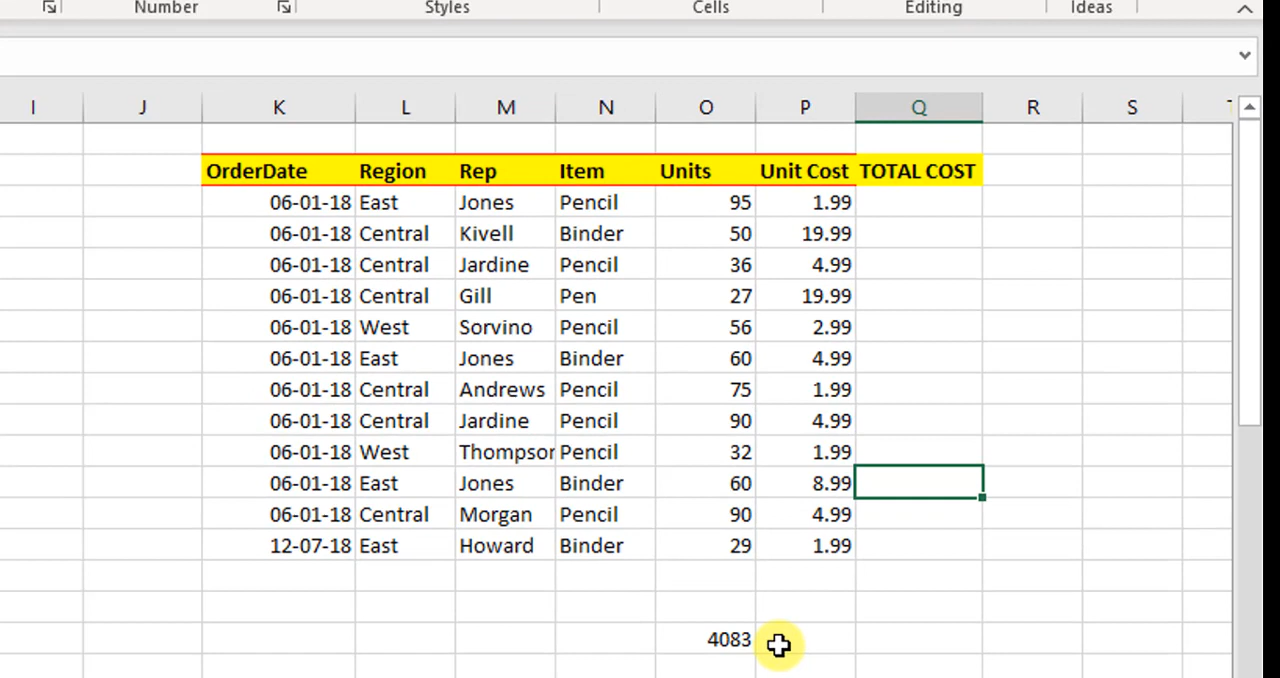 Number Styles Cells Editing Ideas
I J K L M N O P Q R S
OrderDate Region Rep Item Units Unit Cost TOTAL COST
06-01-18 East Jones Pencil 95 1.99
06-01-18 Central Kivell Binder 50 19.99
06-01-18 Central Jardine Pencil 36 4.99
06-01-18 Central Gill Pen 27 19.99
06-01-18 West Sorvino Pencil 56 2.99
06-01-18 East Jones Binder 60 4.99
06-01-18 Central Andrews Pencil 75 1.99
06-01-18 Central Jardine Pencil 90 4.99
06-01-18 West Thompson Pencil 32 1.99
06-01-18 East Jones Binder 60 8.99
06-01-18 Central Morgan Pencil 90 4.99
12-07-18 East Howard Binder 29 1.99
4083